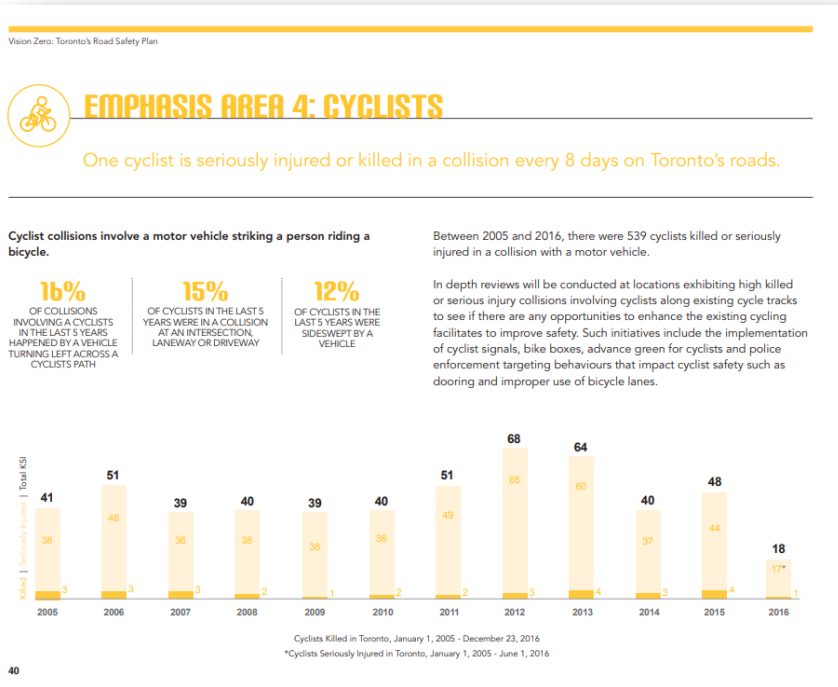 Vision Zero: Toronto's Road Safety Plan
EMPHASIS AREA 4: CYCLISTS
One cyclist is seriously injured or killed in a collision every 8 days on Toronto's roads.
Cyclist collisions involve a motor vehicle striking a person riding a
bicycle.
16%
OF COLLISIONS
INVOLVING A CYCLISTS
IN THE LAST 5 YEARS
HAPPENED BY A VEHICLE
TURNING LEFT ACROSS A
CYCLISTS PATH
15%
OF CYCLISTS IN THE LAST 5
YEARS WERE IN A COLLISION
AT AN INTERSECTION,
LANEWAY OR DRIVEWAY
12%
OF CYCLISTS IN THE
LAST 5 YEARS WERE
SIDESWEPT BY A
VEHICLE
Between 2005 and 2016, there were 539 cyclists killed or seriously
injured in a collision with a motor vehicle.
In depth reviews will be conducted at locations exhibiting high killed
or serious injury collisions involving cyclists along existing cycle tracks
to see if there are any opportunities to enhance the existing cycling
facilitates to improve safety. Such initiatives include the implementation
of cyclist signals, bike boxes, advance green for cyclists and police
enforcement targeting behaviours that impact cyclist safety such as
dooring and improper use of bicycle lanes.
Killed | Seriously Injured | Total KSI
41
38
3
2005
51
48
3
2006
39
36
3
2007
40
38
2
2008
39
38
1
2009
40
38
2
2010
51
49
2
2011
68
65
3
2012
64
60
4
2013
40
37
3
2014
48
44
4
2015
18
17*
1
2016
Cyclists Killed in Toronto, January 1, 2005 - December 23, 2016
*Cyclists Seriously Injured in Toronto, January 1, 2005 - June 1, 2016
40